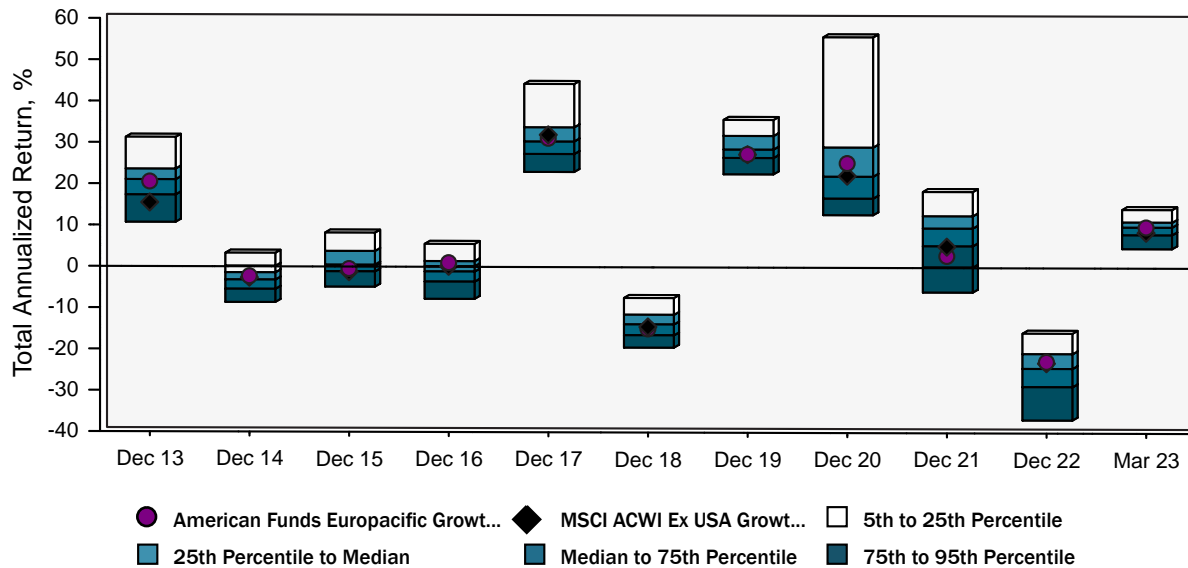 Total Annualized Return, %
60
50
40
30
20
10
0
-10
-20
-30
-40
Dec 13 Dec 14 Dec 15 Dec 16 Dec 17 Dec 18 Dec 19 Dec 20 Dec 21 Dec 22 Mar 23
American Funds Europacific Growt... MSCI ACWI Ex USA Growt... 5th to 25th Percentile
25th Percentile to Median Median to 75th Percentile 75th to 95th Percentile